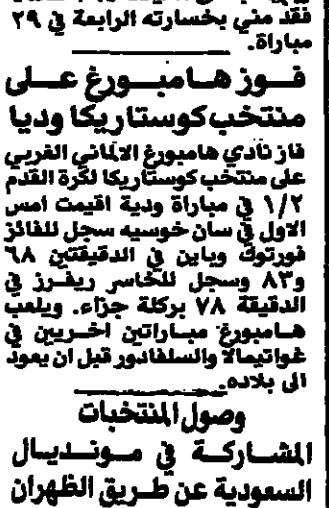 فقد مني بخسارته الرابعة في ٢٩
مباراة.
فوز هامبورغ على
منتخب كوستاريكا وديا
فاز نادي هامبورغ الالماني الغربي
على منتخب كوستاريكا لكرة القدم
١/٢ في مباراة ودية اقيمت امس
الاول في سان خوسيه سجل للفائز
فورتوك وباين في الدقيقتين ٦٨
و٨٣ وسجل للخاسر ريفرز في
الدقيقة ٧٨ بركلة جزاء. ويلعب
هامبورغ مباراتين اخريين في
غواتيمالا والسلفادور قبل ان يعود
الى بلاده.
وصول المنتخبات
المشاركة في مونديال
السعودية عن طريق الظهران